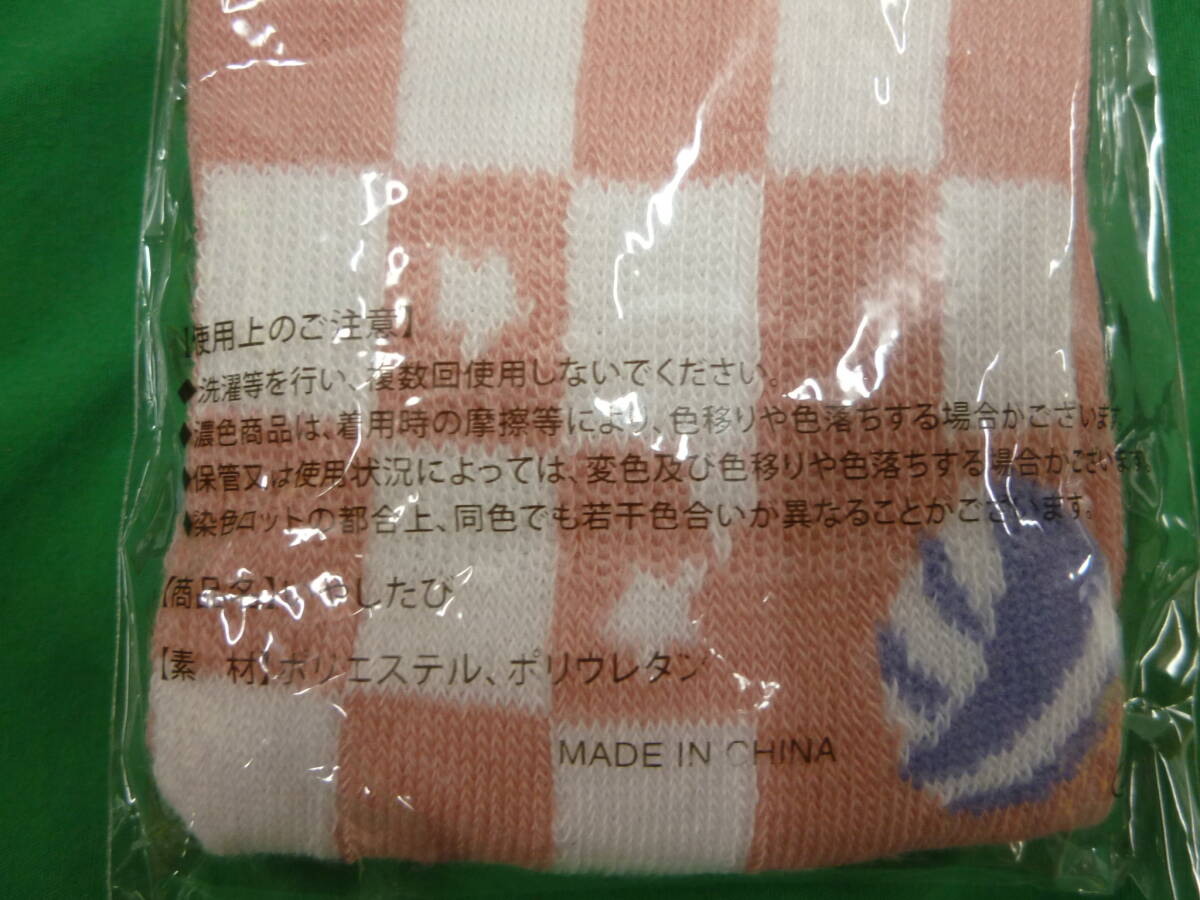 【使用上のご注意】
◆洗濯等を行い、複数回使用しないでください。
◆濃色商品は、着用時の摩擦等により、色移りや色落ちする場合がございます。
◆保管又は使用状況によっては、変色及び色移りや色落ちする場合がございます。
◆染色ロットの都合上、同色でも若干色合いが異なることがございます。
【商品名】いやしたび
【素　材】ポリエステル、ポリウレタン
MADE IN CHINA